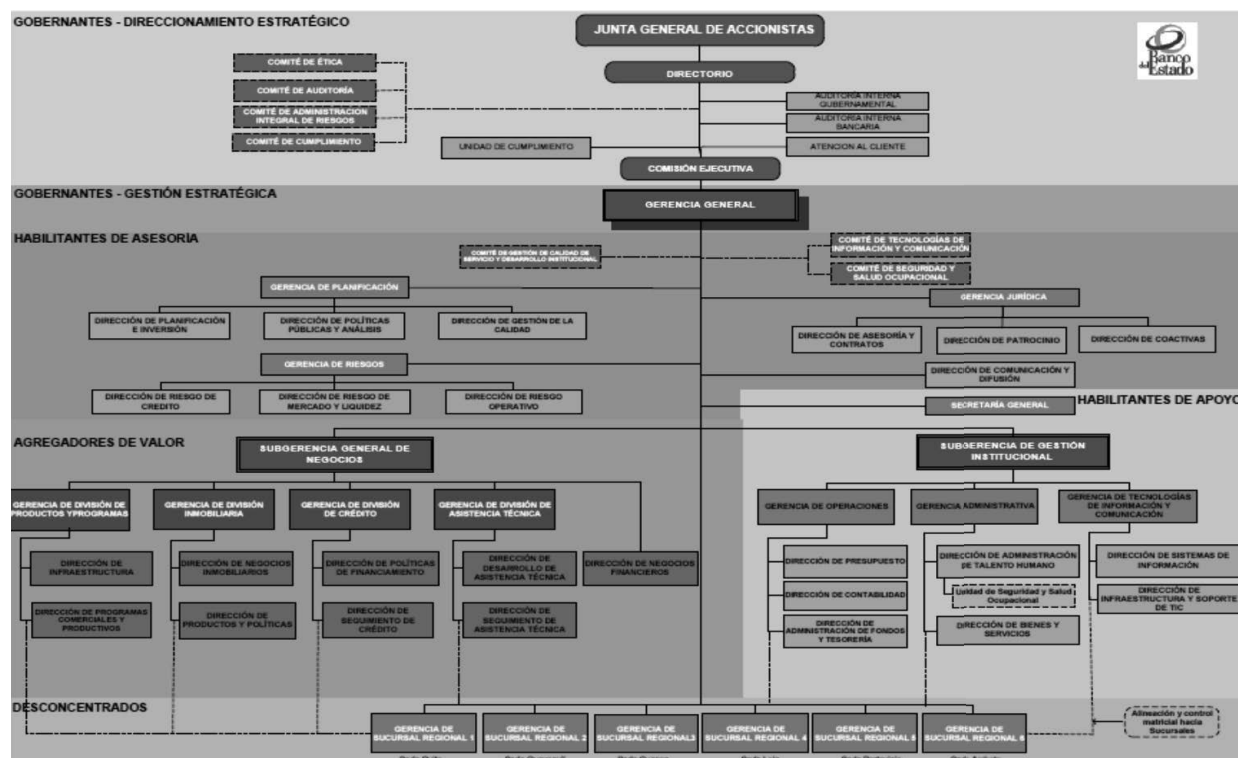 GOBERNANTES - DIRECCIONAMIENTO ESTRATÉGICO
JUNTA GENERAL DE ACCIONISTAS
Banco
del Estado
COMITÉ DE ÉTICA
DIRECTORIO
COMITÉ DE AUDITORÍA
AUDITORÍA INTERNA
GUBERNAMENTAL
COMITÉ DE ADMINISTRACION
INTEGRAL DE RIESGOS
AUDITORÍA INTERNA
BANCARIA
COMITÉ DE CUMPLIMIENTO
UNIDAD DE CUMPLIMIENTO
ATENCION AL CLIENTE
COMISIÓN EJECUTIVA
GOBERNANTES - GESTIÓN ESTRATÉGICA
GERENCIA GENERAL
HABILITANTES DE ASESORÍA
COMITÉ DE GESTIÓN DE CALIDAD DE
SERVICIO Y DESARROLLO INSTITUCIONAL
COMITÉ DE TECNOLOGÍAS DE
INFORMACIÓN Y COMUNICACIÓN
COMITÉ DE SEGURIDAD Y
SALUD OCUPACIONAL
GERENCIA DE PLANIFICACIÓN
GERENCIA JURÍDICA
DIRECCIÓN DE PLANIFICACIÓN
E INVERSIÓN
DIRECCIÓN DE POLÍTICAS
PÚBLICAS Y ANÁLISIS
DIRECCIÓN DE GESTIÓN DE LA
CALIDAD
DIRECCIÓN DE ASESORÍA Y
CONTRATOS
DIRECCIÓN DE PATROCINIO
DIRECCIÓN DE COACTIVAS
GERENCIA DE RIESGOS
DIRECCIÓN DE COMUNICACIÓN Y
DIFUSIÓN
DIRECCIÓN DE RIESGO DE
CREDITO
DIRECCIÓN DE RIESGO DE
MERCADO Y LIQUIDEZ
DIRECCIÓN DE RIESGO
OPERATIVO
SECRETARÍA GENERAL
HABILITANTES DE APOYO
AGREGADORES DE VALOR
SUBGERENCIA GENERAL DE
NEGOCIOS
SUBGERENCIA DE GESTIÓN
INSTITUCIONAL
GERENCIA DE DIVISIÓN DE
PRODUCTOS YPROGRAMAS
GERENCIA DE DIVISIÓN
INMOBILIARIA
GERENCIA DE DIVISIÓN
DE CRÉDITO
GERENCIA DE DIVISIÓN DE
ASISTENCIA TÉCNICA
GERENCIA DE OPERACIONES
GERENCIA ADMINISTRATIVA
GERENCIA DE TECNOLOGÍAS
DE INFORMACIÓN Y
COMUNICACIÓN
DIRECCIÓN DE
INFRAESTRUCTURA
DIRECCIÓN DE NEGOCIOS
INMOBILIARIOS
DIRECCIÓN DE POLÍTICAS
DE FINANCIAMIENTO
DIRECCIÓN DE
DESARROLLO DE
ASISTENCIA TÉCNICA
DIRECCIÓN DE NEGOCIOS
FINANCIEROS
DIRECCIÓN DE PRESUPUESTO
DIRECCIÓN DE ADMINISTRACIÓN
DE TALENTO HUMANO
DIRECCIÓN DE SISTEMAS DE
INFORMACIÓN
Unidad de Seguridad y Salud
Ocupacional
DIRECCIÓN DE CONTABILIDAD
DIRECCIÓN DE
INFRAESTRUCTURA Y SOPORTE
DE TIC
DIRECCIÓN DE PROGRAMAS
COMERCIALES Y
PRODUCTIVOS
DIRECCIÓN DE
PRODUCTOS Y POLÍTICAS
DIRECCIÓN DE
SEGUIMIENTO DE
CRÉDITO
DIRECCIÓN DE
SEGUIMIENTO DE
ASISTENCIA TÉCNICA
DIRECCIÓN DE
ADMINISTRACIÓN DE FONDOS
Y TESORERÍA
DIRECCIÓN DE BIENES Y
SERVICIOS
DESCONCENTRADOS
GERENCIA DE
SUCURSAL REGIONAL 1
GERENCIA DE
SUCURSAL REGIONAL 2
GERENCIA DE
SUCURSAL REGIONAL3
GERENCIA DE
SUCURSAL REGIONAL 4
GERENCIA DE
SUCURSAL REGIONAL 5
GERENCIA DE
SUCURSAL REGIONAL 6
Alineación y control
matricial hacia
Sucursales